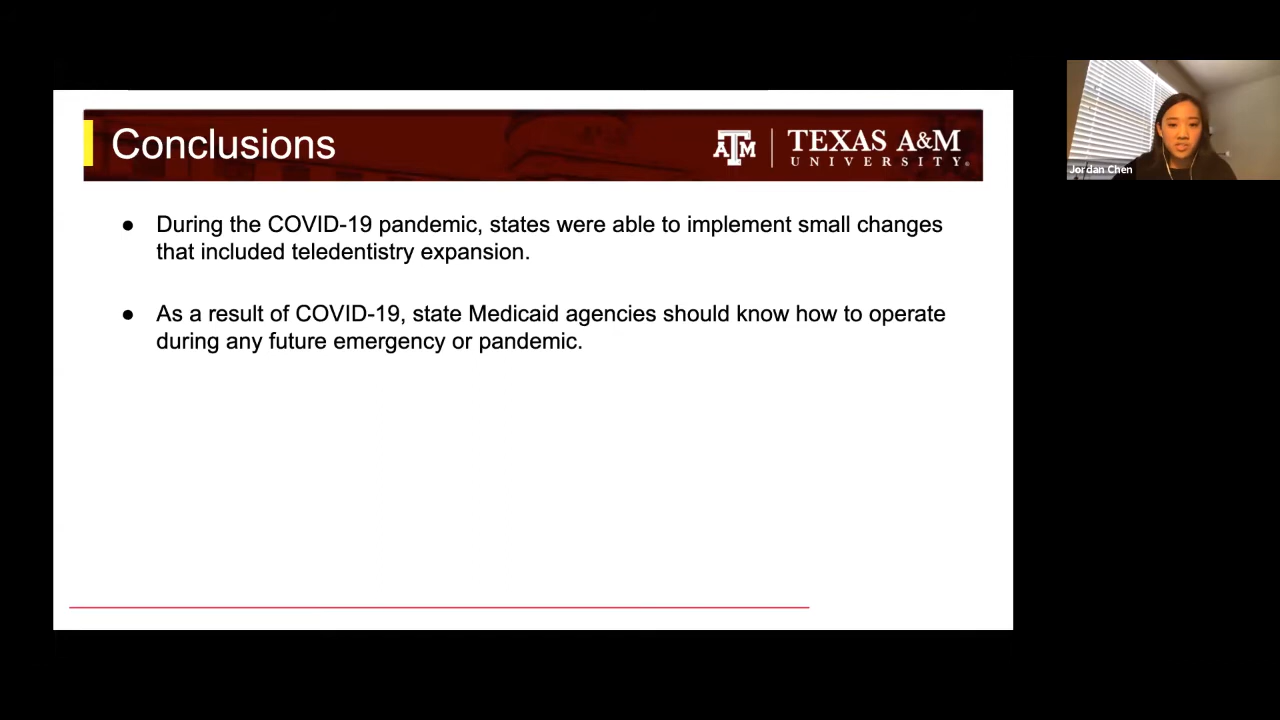 Conclusions
ATM
TEXAS A&M
UNIVERSITY®
● During the COVID-19 pandemic, states were able to implement small changes
that included teledentistry expansion.
● As a result of COVID-19, state Medicaid agencies should know how to operate
during any future emergency or pandemic.
Jordan Chen